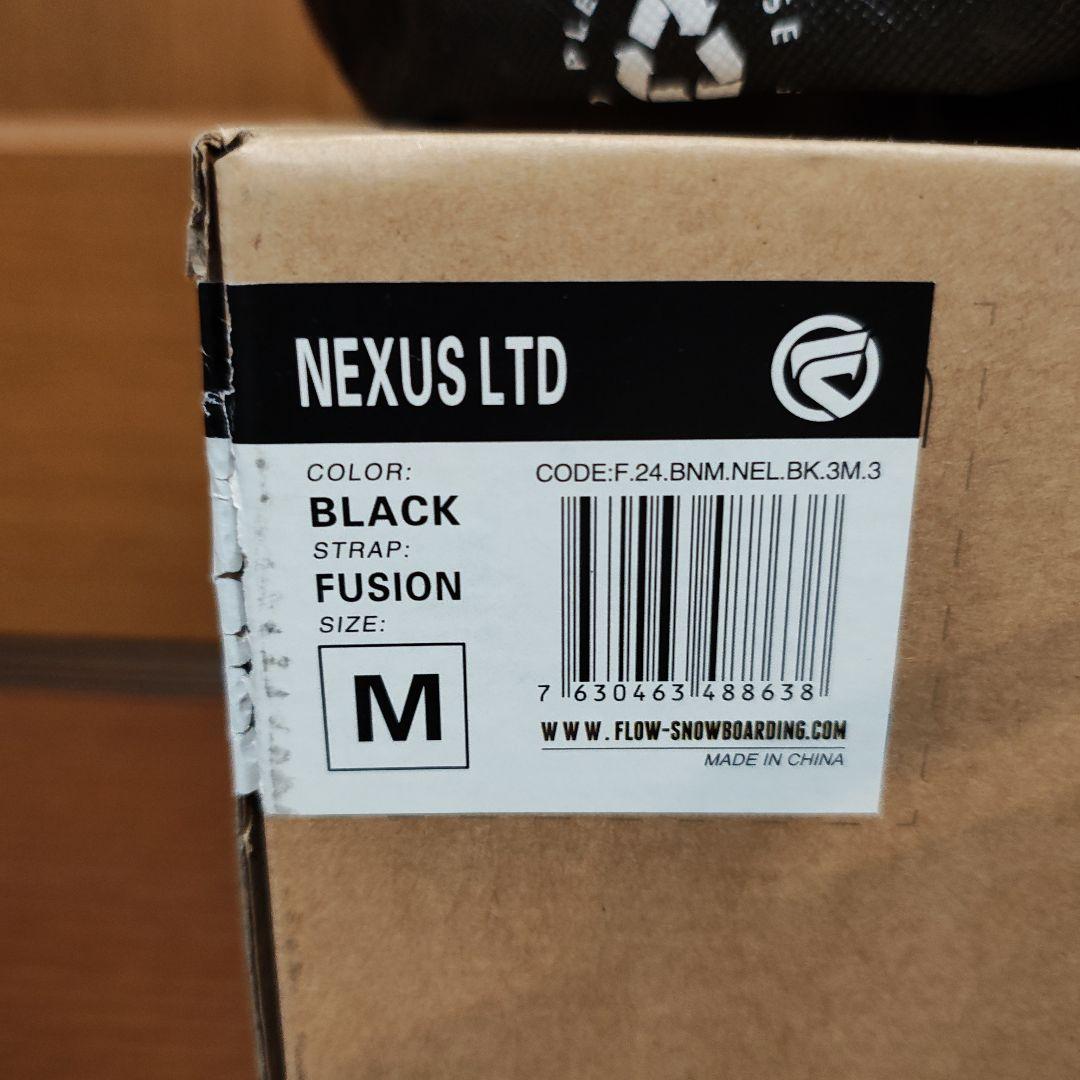 NEXUS LTD
COLOR:
BLACK
STRAP:
FUSION
SIZE:
M
CODE:F.24.BNM.NEL.BK.3M.3
7 630463 488638
WWW.FLOW-SNOWBOARDING.COM
MADE IN CHINA